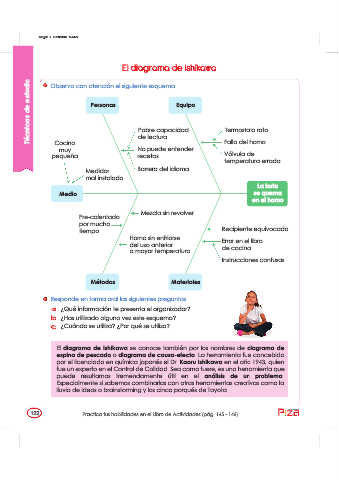 Técnicas de estudio
El diagrama de Ishikawa
Observa con atención el siguiente esquema
Personas
Equipo
Pobre capacidad
de lectura
No puede entender
recetas
Barrera del idioma
Termostato roto
Falla del horno
Válvula de
temperatura errada
Cocina
muy
pequeña
Medidor
mal instalado
Medio
La torta
se quema
en el horno
Pre-calentado
por mucho
tiempo
Mezcla sin revolver
Horno sin enfriarse
del uso anterior
a mayor temperatura
Recipiente equivocado
Error en el libro
de cocina
Instrucciones confusas
Métodos
Materiales
Responde en forma oral las siguientes preguntas
a ¿Qué información te presenta el organizador?
b ¿Has utilizado alguna vez este esquema?
c ¿Cuándo se utiliza? ¿Por qué se utiliza?
El diagrama de Ishikawa se conoce también por los nombres de diagrama de
espina de pescado o diagrama de causa-efecto. La herramienta fue concebida
por el licenciado en química japonés el Dr. Kaoru Ishikawa en el año 1943, quien
fue un experto en el Control de Calidad. Sea como fuere, es una herramienta que
puede resultarnos tremendamente útil en el análisis de un problema.
Especialmente si sabemos combinarlas con otras herramientas creativas como la
lluvia de ideas o brainstorming y los cinco porqués de Toyota.
122
Practica tus habilidades en el Libro de Actividades (pág. 145 - 146)